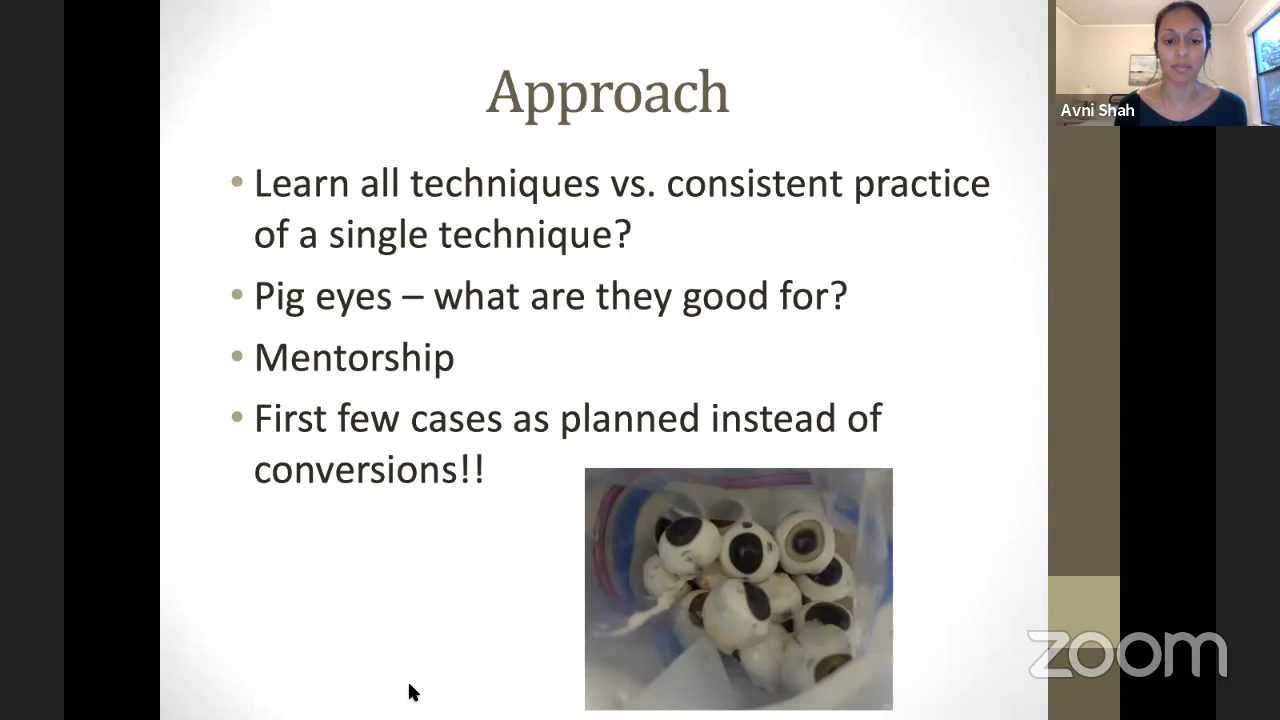 Approach
• Learn all techniques vs. consistent practice
of a single technique?
• Pig eyes – what are they good for?
• Mentorship
• First few cases as planned instead of
conversions!!
Avni Shah
zoom